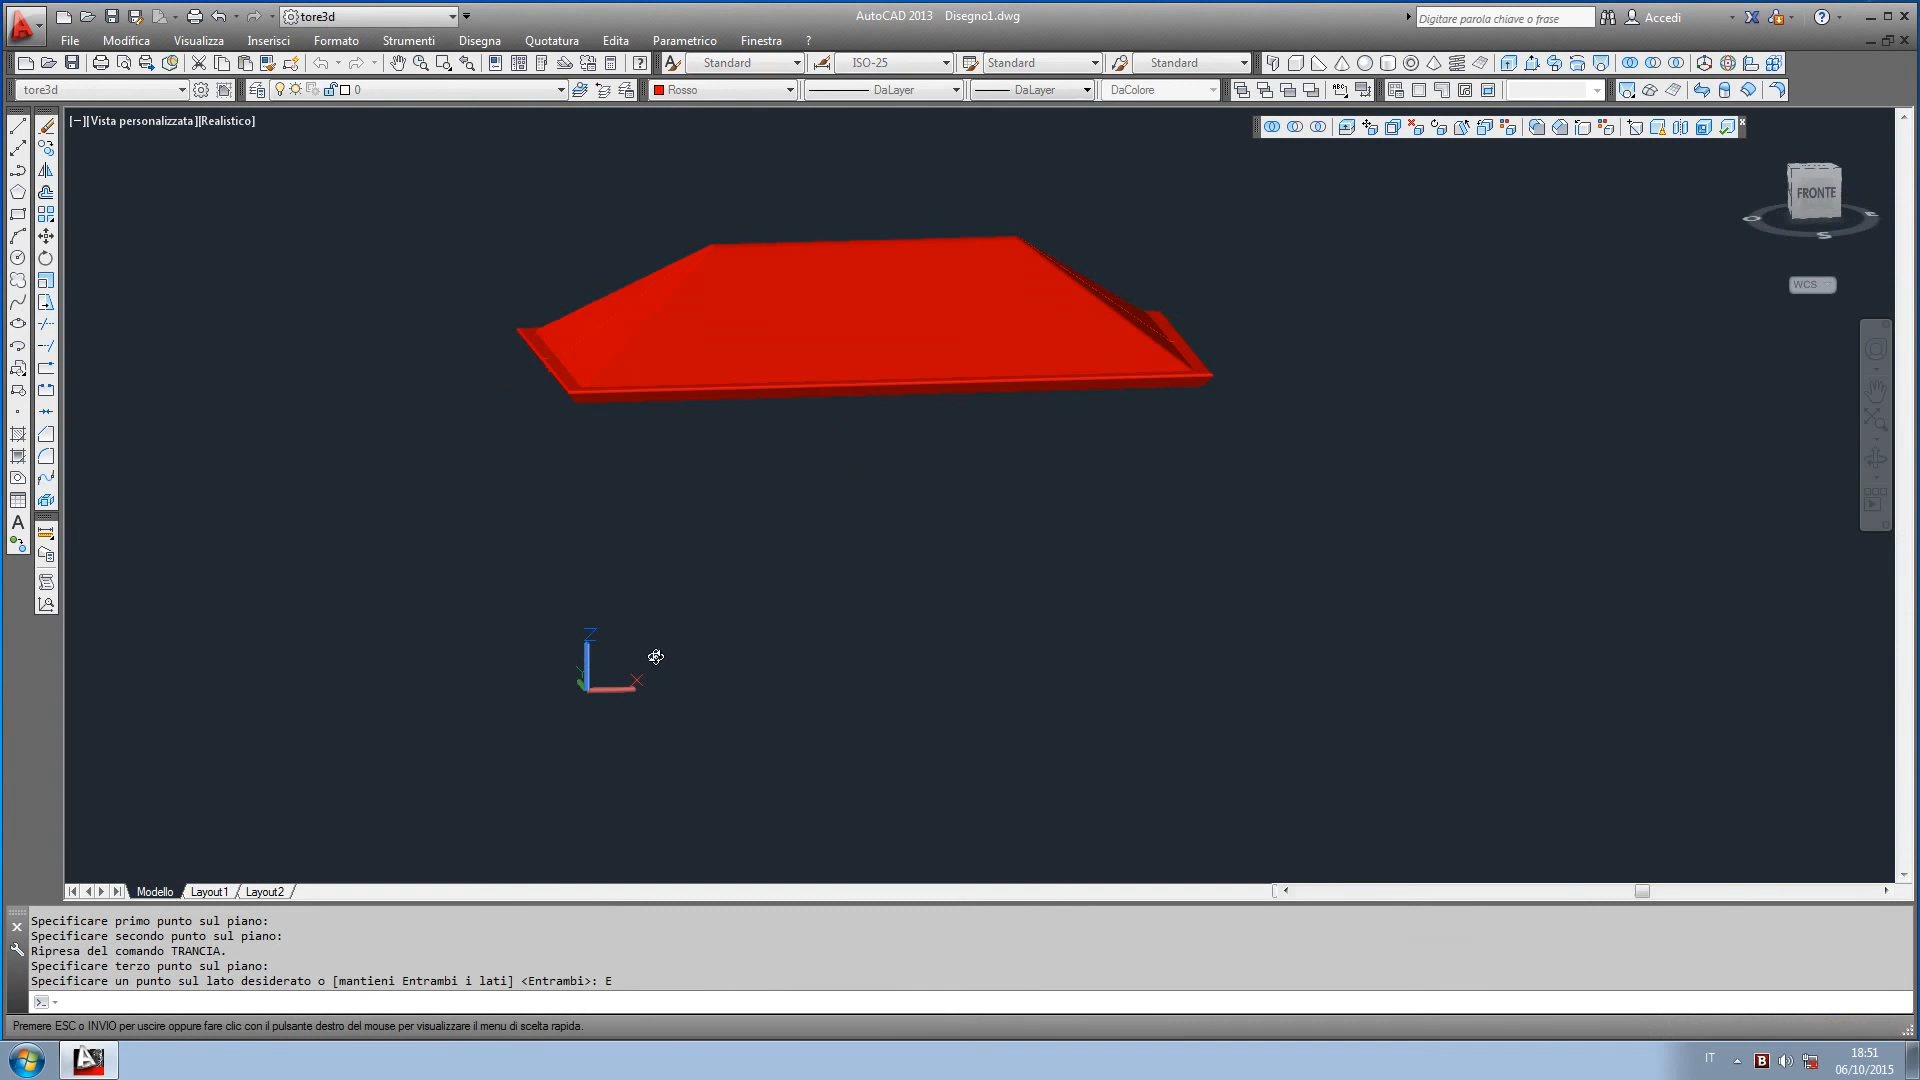 tore3d
AutoCAD 2013 Disegno1.dwg
Digitare parola chiave o frase
Accedi
File Modifica Visualizza Inserisci Formato Strumenti Disegna Quotatura Edita Parametrico Finestra ?
Standard ISO-25 Standard Standard
tore3d 0 Rosso DaLayer DaLayer DaColore
[−][Vista personalizzata][Realistico]
FRONTE
O E
S
WCS
Z
Y
X
Modello Layout1 Layout2
Specificare primo punto sul piano:
Specificare secondo punto sul piano:
Ripresa del comando TRANCIA.
Specificare terzo punto sul piano:
Specificare un punto sul lato desiderato o [mantieni Entrambi i lati] <Entrambi>: E
Premere ESC o INVIO per uscire oppure fare clic con il pulsante destro del mouse per visualizzare il menu di scelta rapida.
IT
18:51
06/10/2015